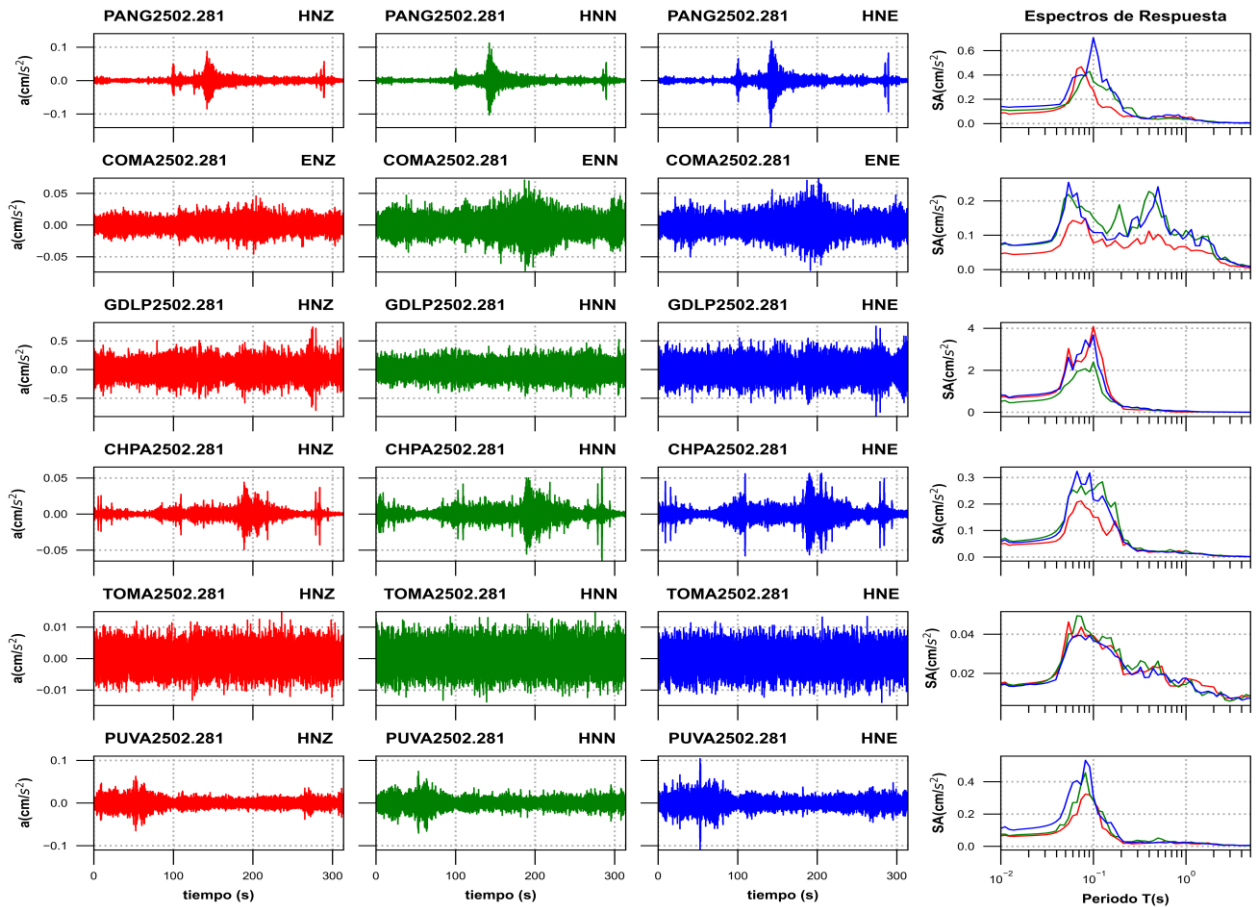 PANG2502.281 HNZ PANG2502.281 HNN PANG2502.281 HNE Espectros de Respuesta
a(cm/s²)
0.1
0.0
−0.1
SA(cm/s²)
0.6
0.4
0.2
0.0
COMA2502.281 ENZ COMA2502.281 ENN COMA2502.281 ENE
a(cm/s²)
0.05
0.00
−0.05
SA(cm/s²)
0.2
0.1
0.0
GDLP2502.281 HNZ GDLP2502.281 HNN GDLP2502.281 HNE
a(cm/s²)
0.5
0.0
−0.5
SA(cm/s²)
4
2
0
CHPA2502.281 HNZ CHPA2502.281 HNN CHPA2502.281 HNE
a(cm/s²)
0.05
0.00
−0.05
SA(cm/s²)
0.3
0.2
0.1
0.0
TOMA2502.281 HNZ TOMA2502.281 HNN TOMA2502.281 HNE
a(cm/s²)
0.01
0.00
−0.01
SA(cm/s²)
0.04
0.02
PUVA2502.281 HNZ PUVA2502.281 HNN PUVA2502.281 HNE
a(cm/s²)
0.1
0.0
−0.1
SA(cm/s²)
0.4
0.2
0.0
0 100 200 300 0 100 200 300 0 100 200 300 10⁻² 10⁻¹ 10⁰
tiempo (s) tiempo (s) tiempo (s) Periodo T(s)